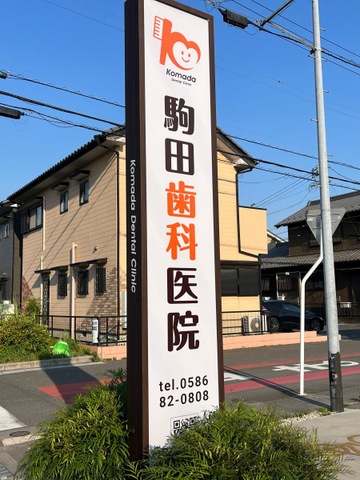 Komada
Dental Clinic
駒田歯科医院
tel.0586
82-0808
Komada Dental Clinic